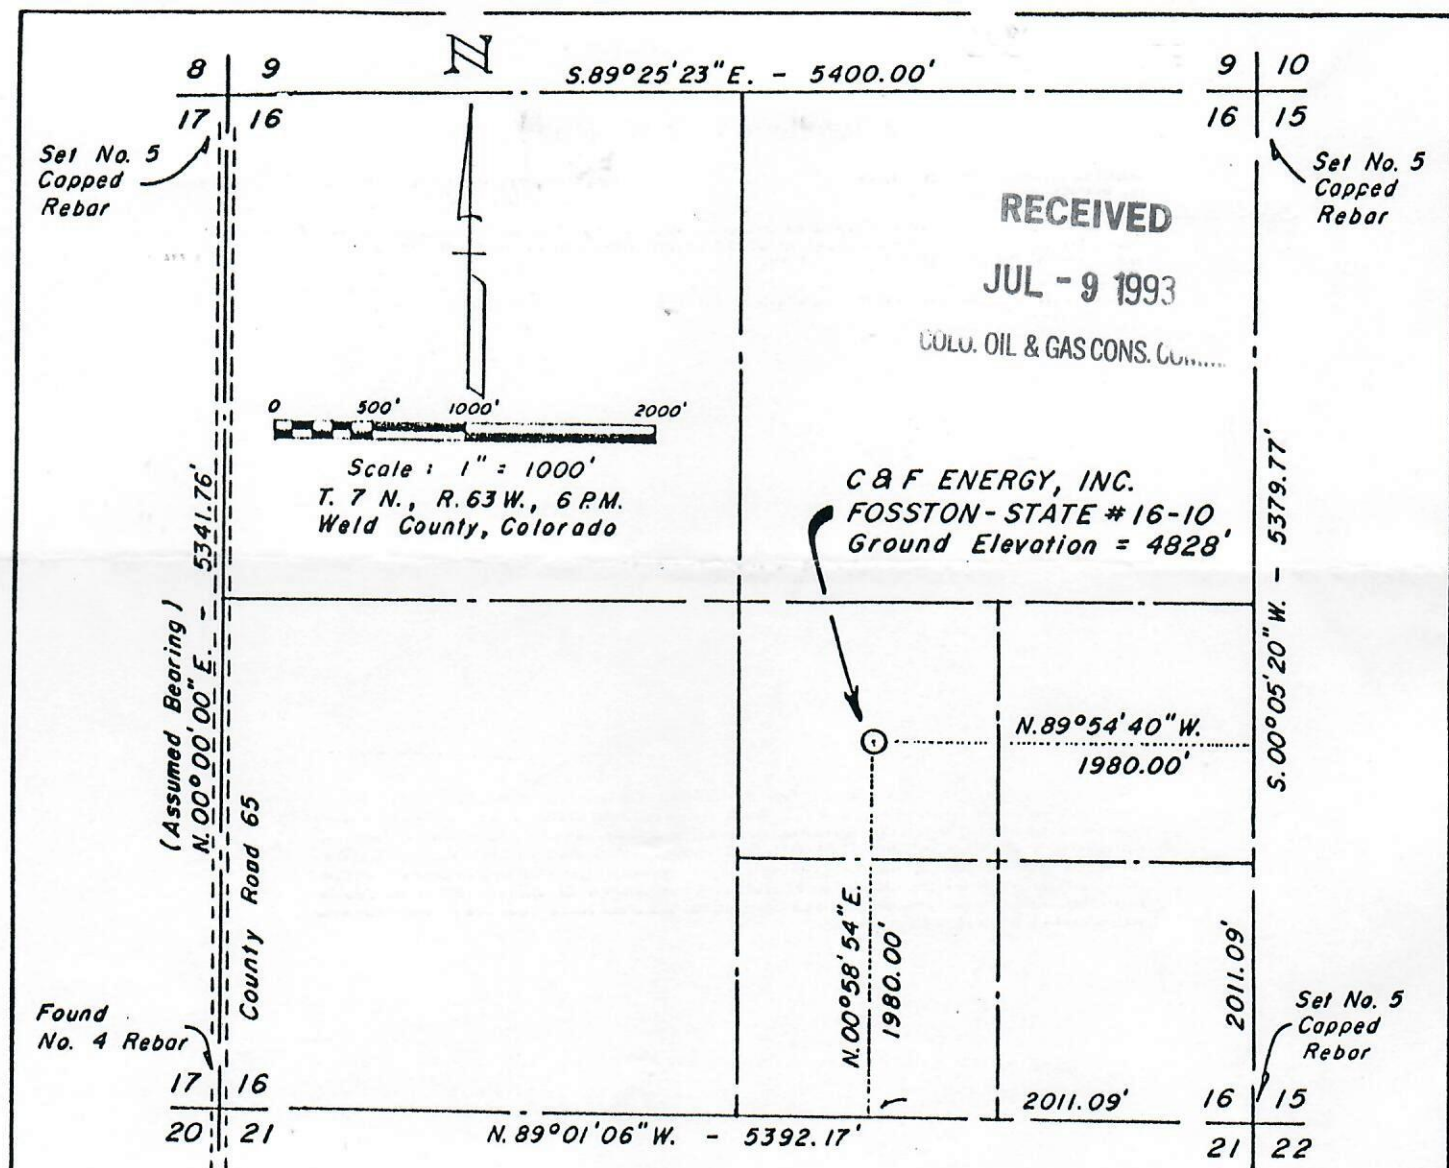 N
8 9
17 16
S.89°25'23"E. - 5400.00'
9 10
16 15
Set No. 5
Capped
Rebar
Set No. 5
Capped
Rebar
RECEIVED
JUL - 9 1993
COLO. OIL & GAS CONS.
0 500' 1000' 2000'
Scale : 1" = 1000'
T. 7 N., R. 63 W., 6 P.M.
Weld County, Colorado
C & F ENERGY, INC.
FOSSTON - STATE # 16-10
Ground Elevation = 4828'
(Assumed Bearing)
N. 00°00'00" E. - 5341.76'
County Road 65
S. 00°05'20" W. - 5379.77'
N.89°54'40"W.
1980.00'
N.00°58'54"E.
1980.00'
2011.09'
Found
No. 4 Rebar
Set No. 5
Capped
Rebar
17 16
20 21
N.89°01'06"W. - 5392.17'
2011.09'
16 15
21 22